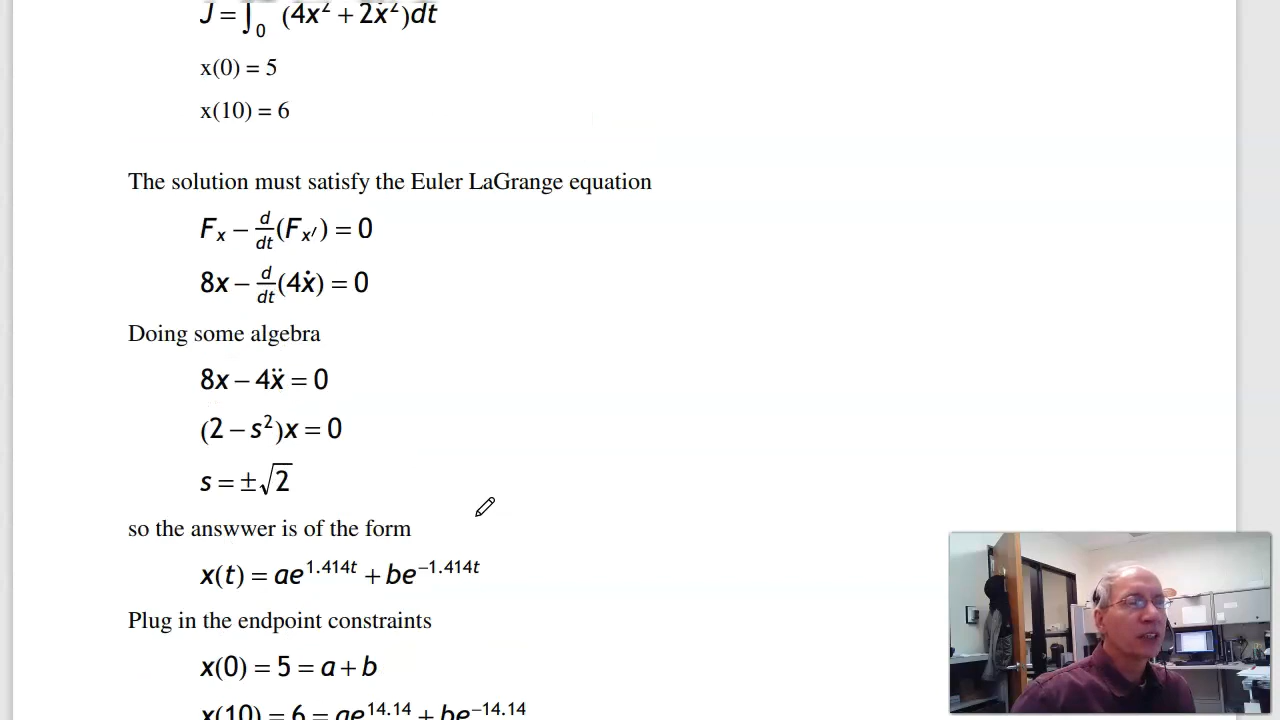 J = ∫₀ (4x² + 2ẋ²)dt
x(0) = 5
x(10) = 6
The solution must satisfy the Euler LaGrange equation
Fₓ − d/dt(Fₓ′) = 0
8x − d/dt(4ẋ) = 0
Doing some algebra
8x − 4ẍ = 0
(2 − s²)x = 0
s = ±√2
so the answwer is of the form
x(t) = ae^1.414t + be^−1.414t
Plug in the endpoint constraints
x(0) = 5 = a + b
x(10) = 6 = ae^14.14 + be^−14.14